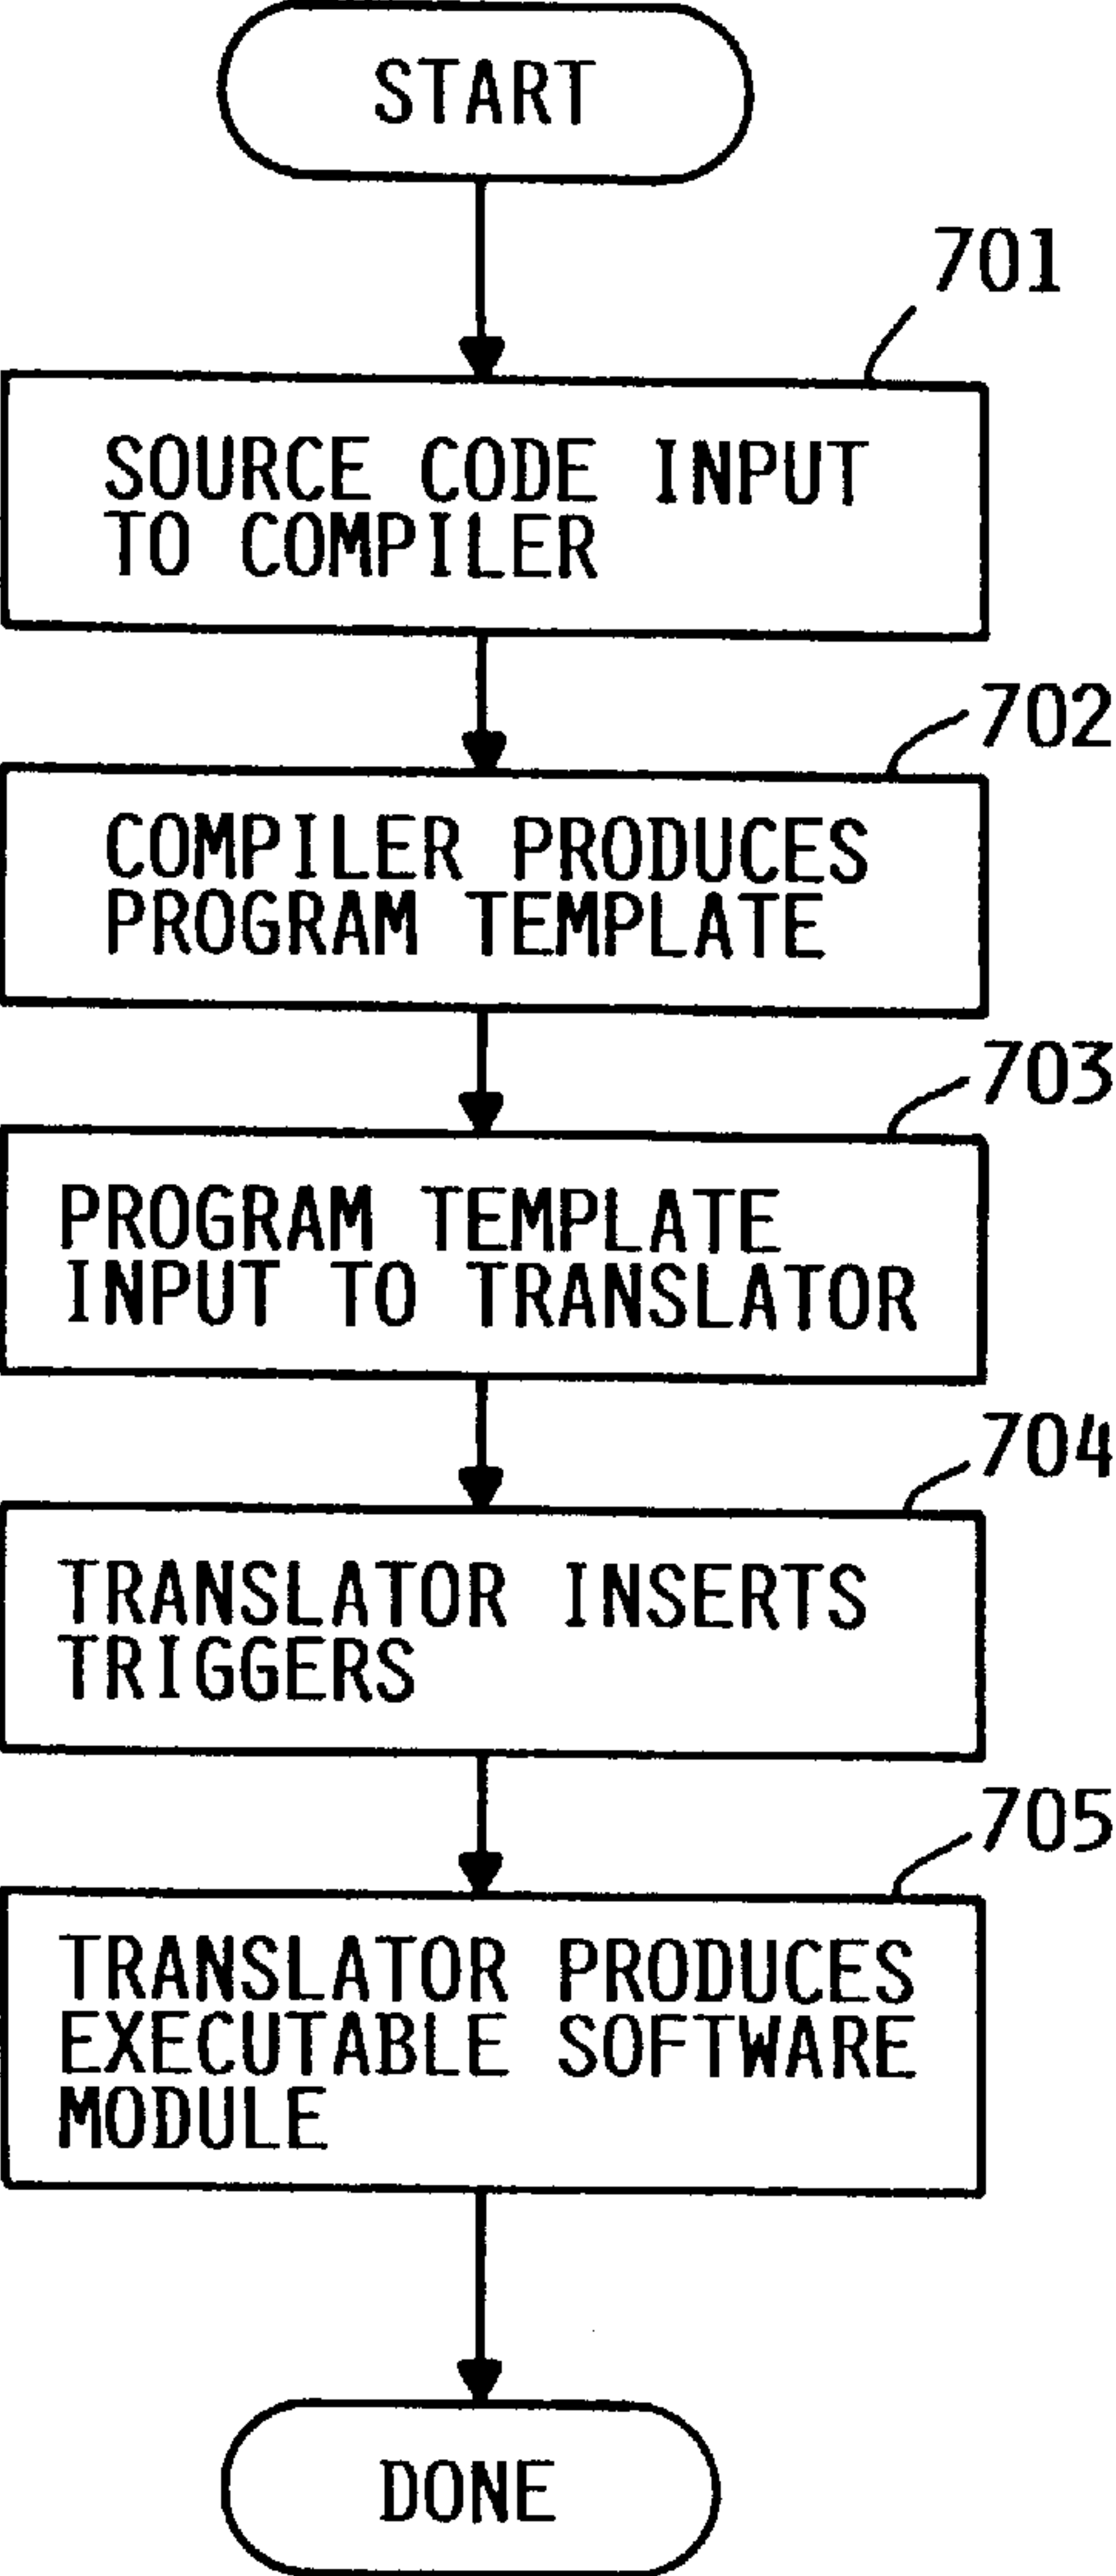 START
701
SOURCE CODE INPUT
TO COMPILER
702
COMPILER PRODUCES
PROGRAM TEMPLATE
703
PROGRAM TEMPLATE
INPUT TO TRANSLATOR
704
TRANSLATOR INSERTS
TRIGGERS
705
TRANSLATOR PRODUCES
EXECUTABLE SOFTWARE
MODULE
DONE